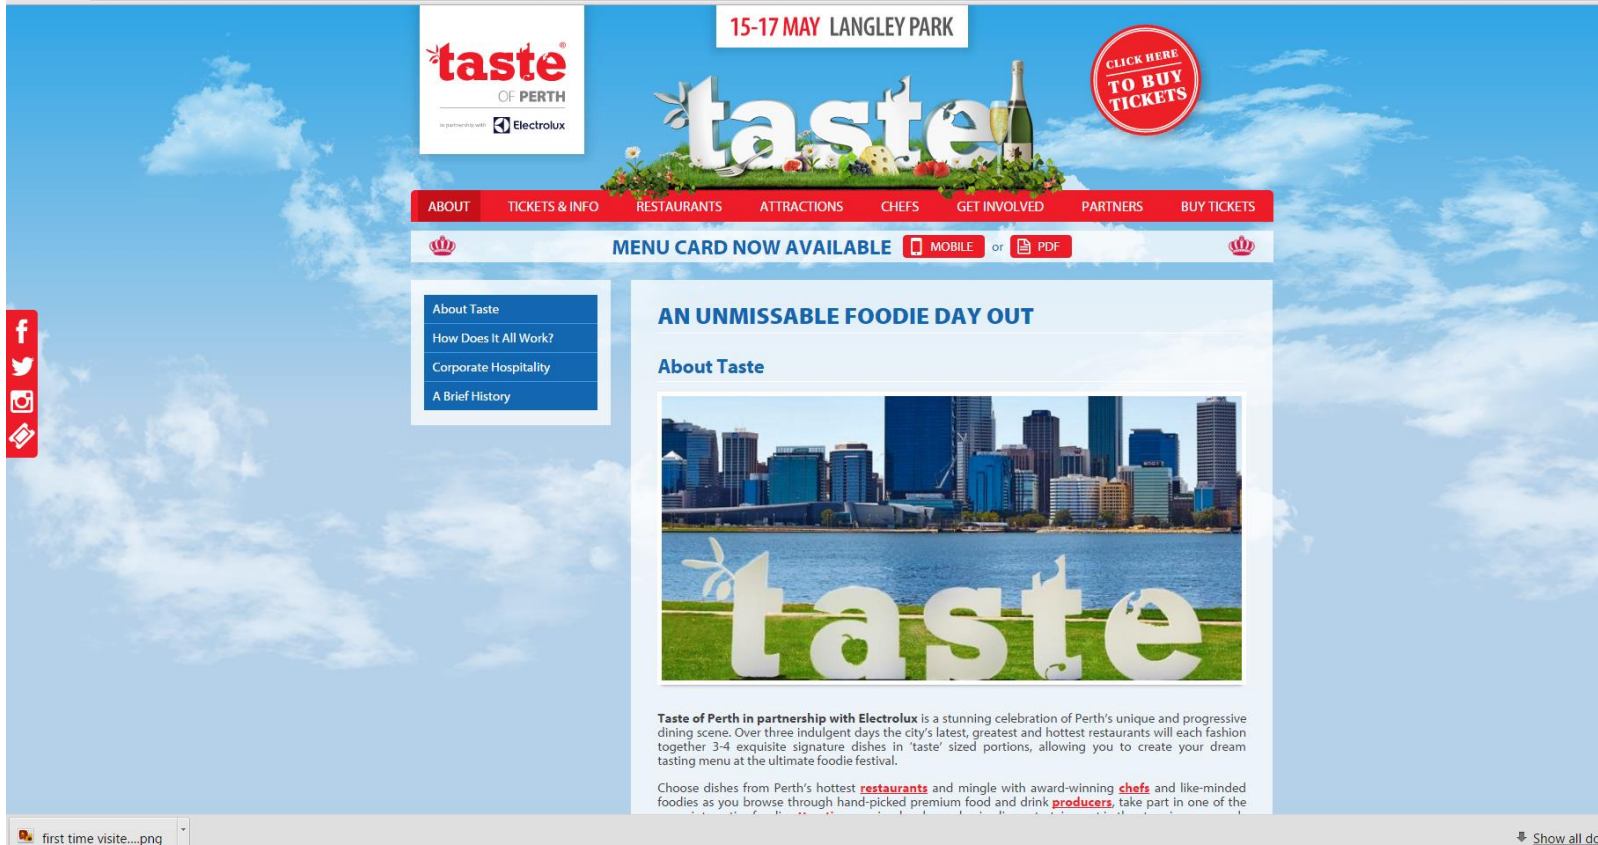 15-17 MAY LANGLEY PARK
taste®
OF PERTH
in partnership with Electrolux
taste
CLICK HERE
TO BUY
TICKETS
ABOUT TICKETS & INFO RESTAURANTS ATTRACTIONS CHEFS GET INVOLVED PARTNERS BUY TICKETS
MENU CARD NOW AVAILABLE MOBILE or PDF
About Taste
How Does It All Work?
Corporate Hospitality
A Brief History
AN UNMISSABLE FOODIE DAY OUT
About Taste
taste
Taste of Perth in partnership with Electrolux is a stunning celebration of Perth's unique and progressive
dining scene. Over three indulgent days the city's latest, greatest and hottest restaurants will each fashion
together 3-4 exquisite signature dishes in 'taste' sized portions, allowing you to create your dream
tasting menu at the ultimate foodie festival.
Choose dishes from Perth's hottest restaurants and mingle with award-winning chefs and like-minded
foodies as you browse through hand-picked premium food and drink producers, take part in one of the
first time visite....png
Show all do